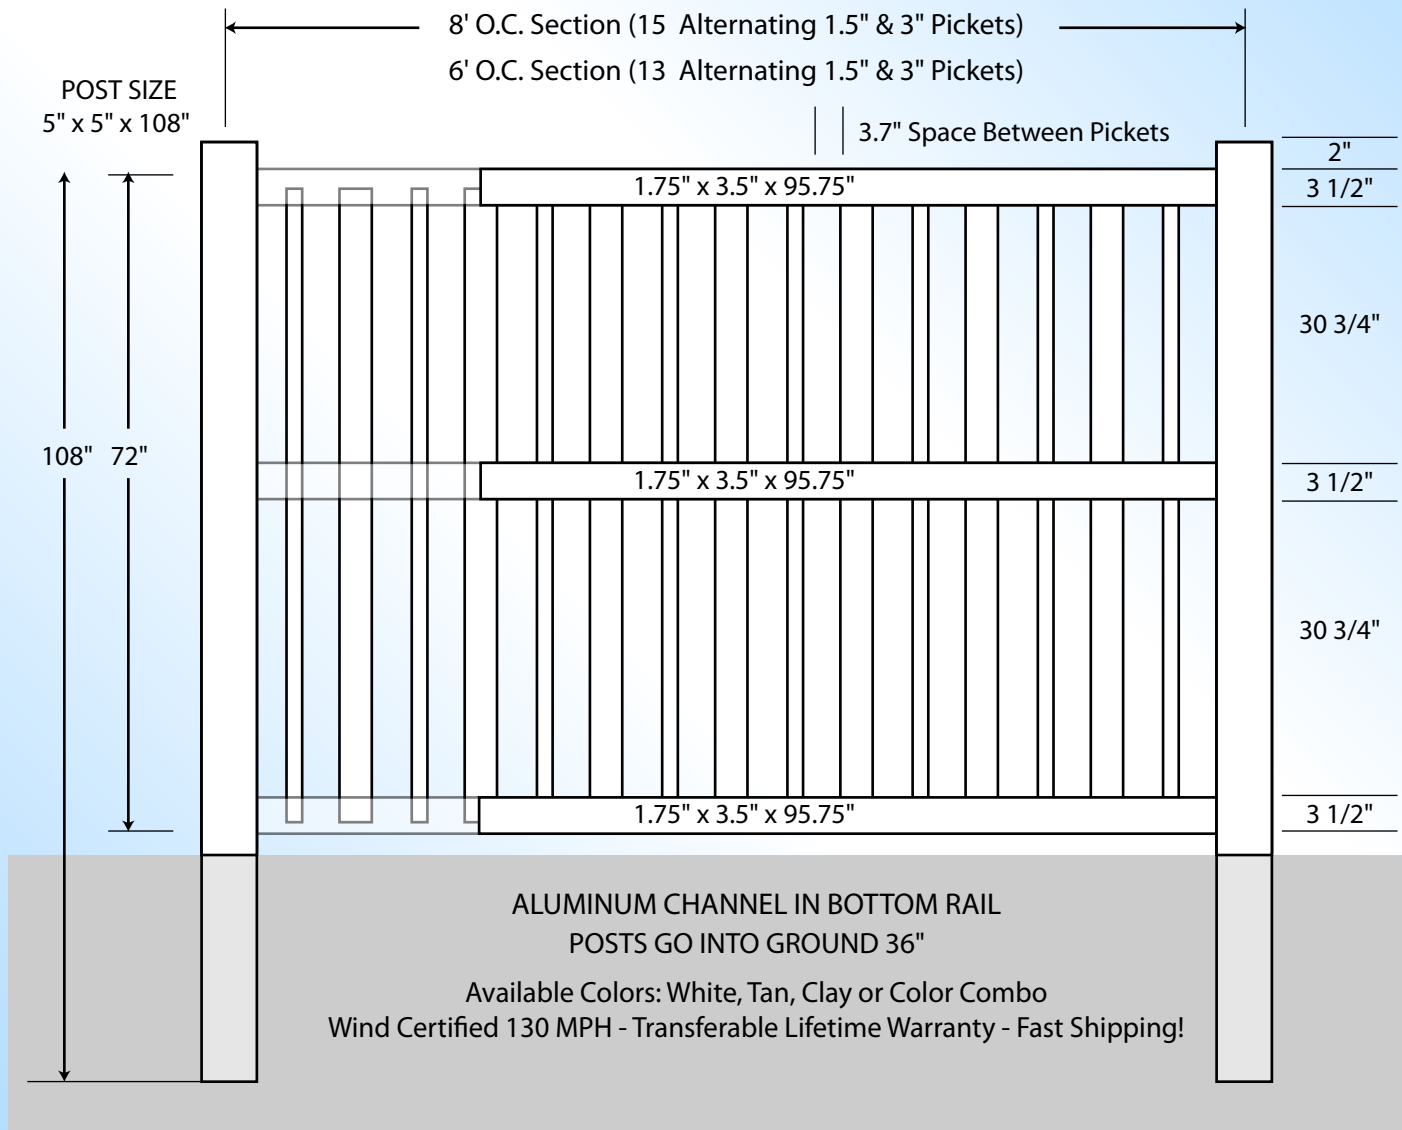 8' O.C. Section (15 Alternating 1.5" & 3" Pickets)
6' O.C. Section (13 Alternating 1.5" & 3" Pickets)
POST SIZE
5" x 5" x 108"
3.7" Space Between Pickets
2"
1.75" x 3.5" x 95.75"
3 1/2"
30 3/4"
108" 72"
1.75" x 3.5" x 95.75"
3 1/2"
30 3/4"
1.75" x 3.5" x 95.75"
3 1/2"
ALUMINUM CHANNEL IN BOTTOM RAIL
POSTS GO INTO GROUND 36"
Available Colors: White, Tan, Clay or Color Combo
Wind Certified 130 MPH - Transferable Lifetime Warranty - Fast Shipping!